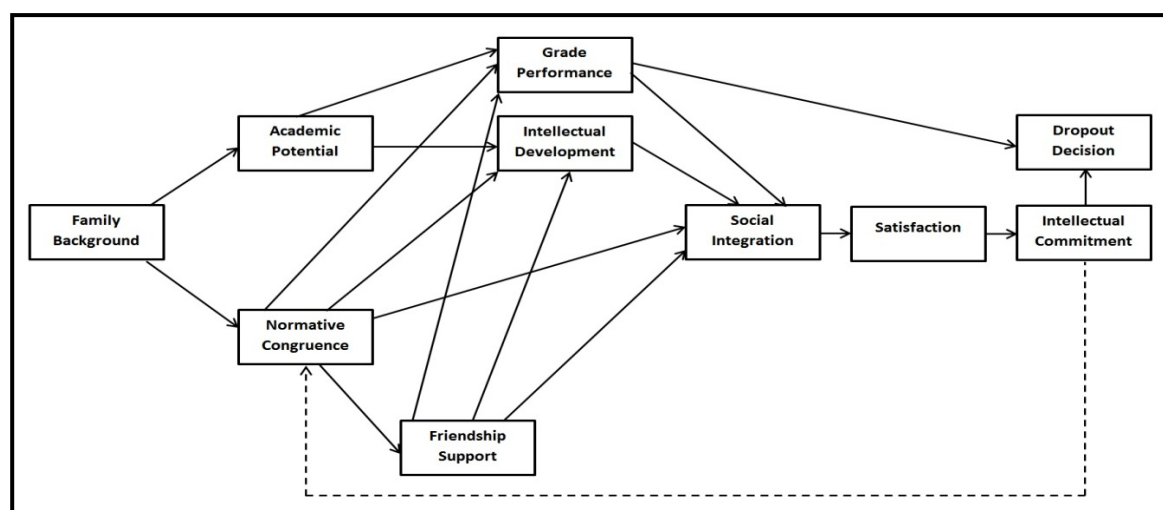 Grade
Performance
Academic
Potential
Intellectual
Development
Dropout
Decision
Family
Background
Social
Integration
Satisfaction
Intellectual
Commitment
Normative
Congruence
Friendship
Support